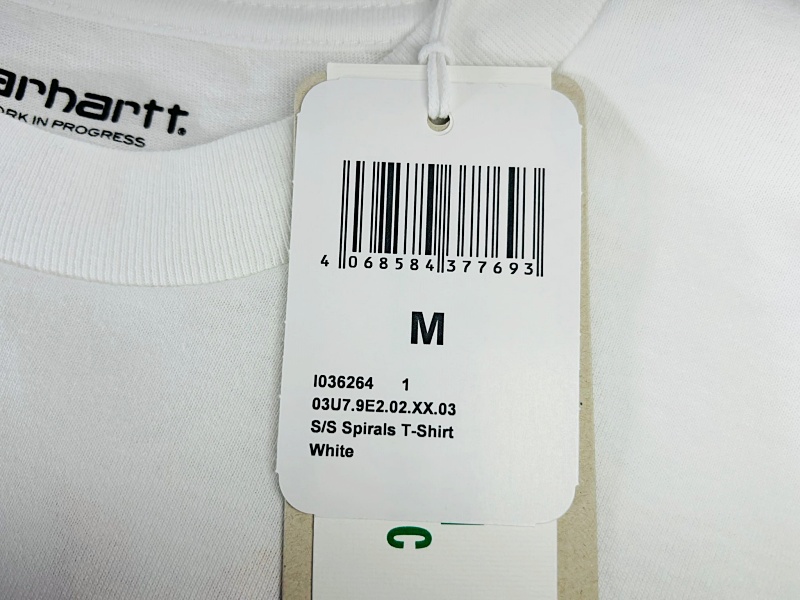 arhartt.
ORK IN PROGRESS
4 068584 377693
M
I036264 1
03U7.9E2.02.XX.03
S/S Spirals T-Shirt
White
C